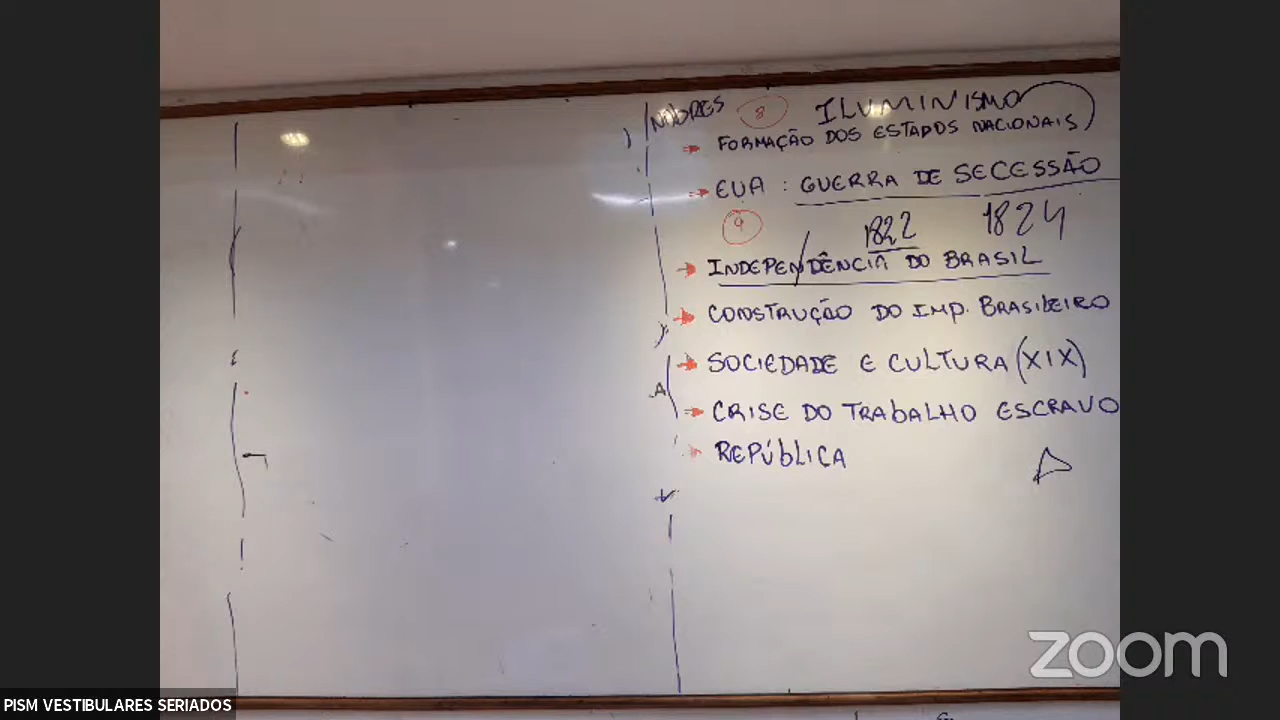 8 ILUMINISMO
→ FORMAÇÃO DOS ESTADOS NACIONAIS
→ EUA : GUERRA DE SECESSÃO
9 1822 1824
→ INDEPENDÊNCIA DO BRASIL
→ CONSTRUÇÃO DO IMP. BRASILEIRO
→ SOCIEDADE E CULTURA (XIX)
→ CRISE DO TRABALHO ESCRAVO
→ REPÚBLICA
A
zoom
PISM VESTIBULARES SERIADOS